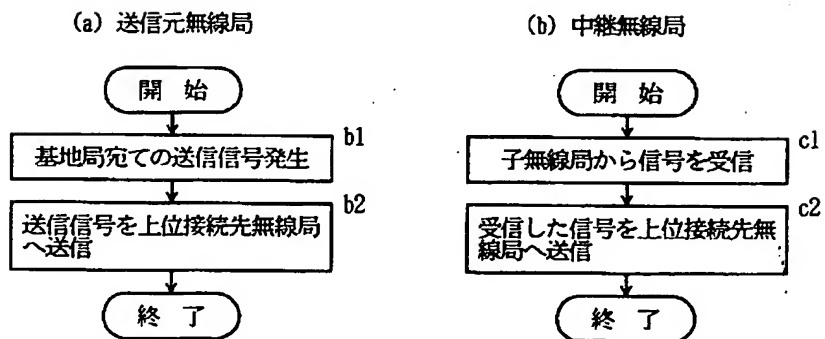 (a) 送信元無線局
開 始
b1
基地局宛ての送信信号発生
b2
送信信号を上位接続先無線局
へ送信
終 了
(b) 中継無線局
開 始
c1
子無線局から信号を受信
c2
受信した信号を上位接続先無
線局へ送信
終 了